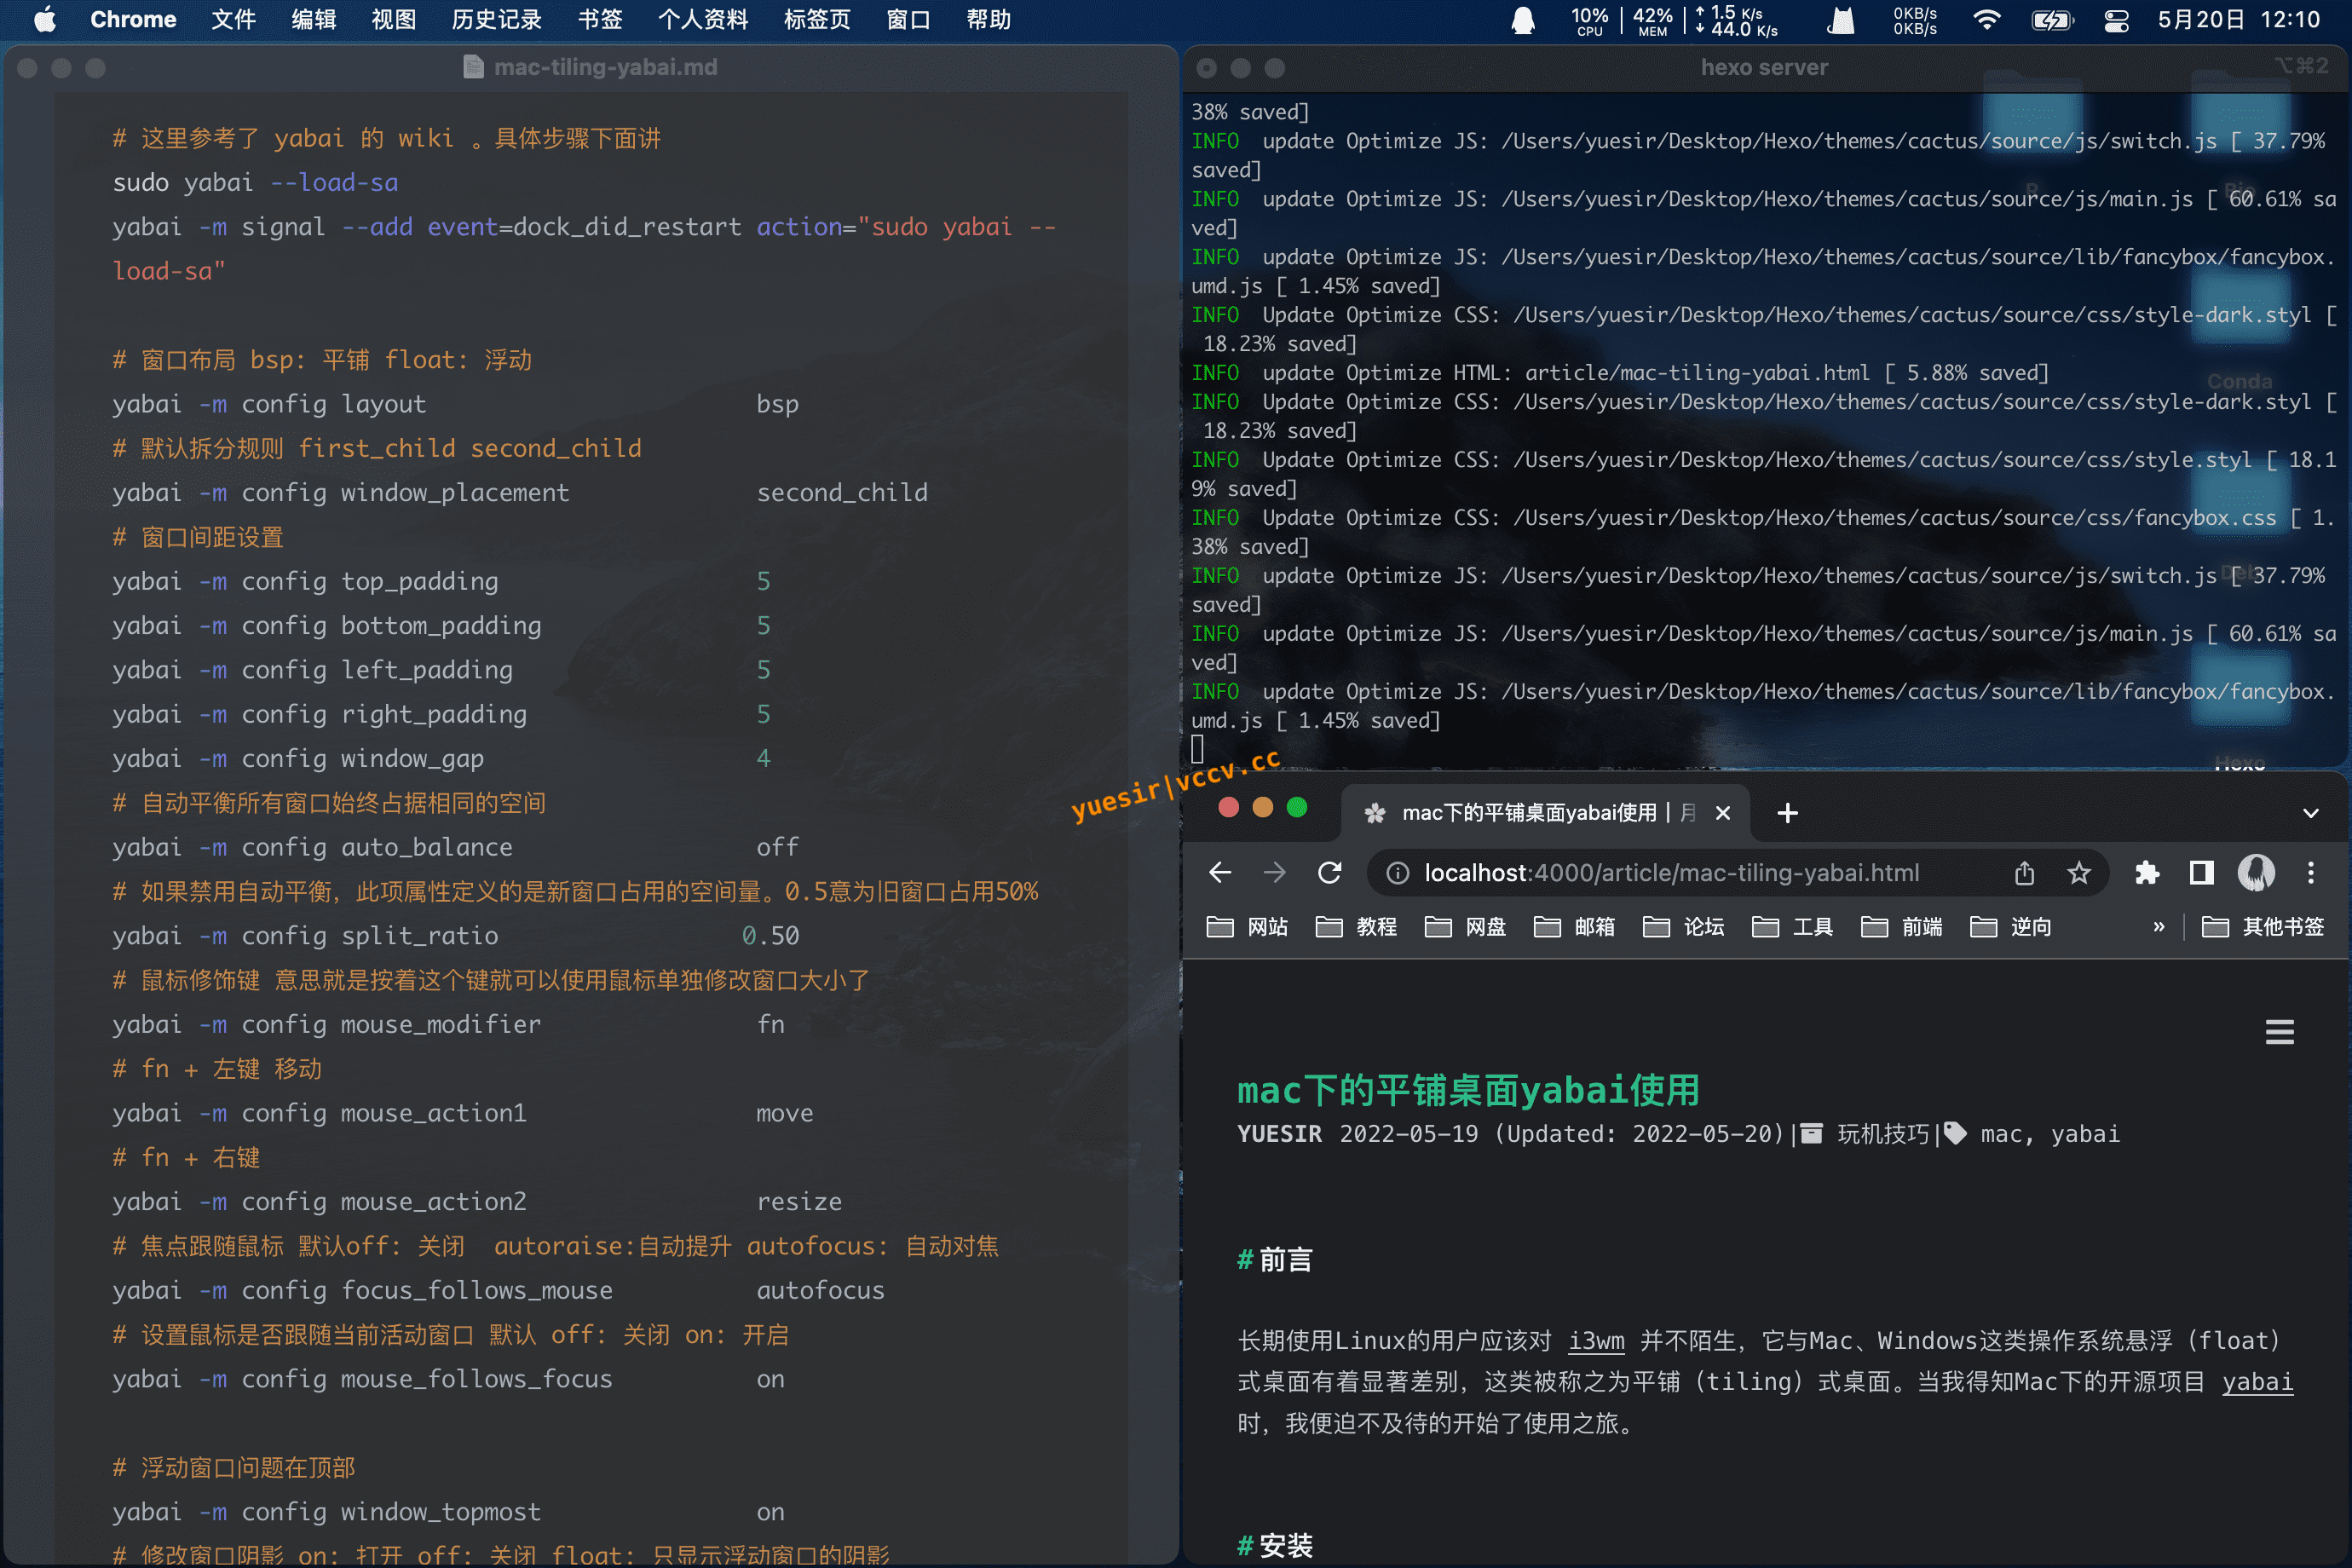 Chrome 文件 编辑 视图 历史记录 书签 个人资料 标签页 窗口 帮助
10% CPU 42% MEM ↑ 1.5 K/s ↓ 44.0 K/s 0KB/s 0KB/s 5月20日 12:10
mac-tiling-yabai.md
# 这里参考了 yabai 的 wiki 。具体步骤下面讲
sudo yabai --load-sa
yabai -m signal --add event=dock_did_restart action="sudo yabai --
load-sa"
# 窗口布局 bsp: 平铺 float: 浮动
yabai -m config layout bsp
# 默认拆分规则 first_child second_child
yabai -m config window_placement second_child
# 窗口间距设置
yabai -m config top_padding 5
yabai -m config bottom_padding 5
yabai -m config left_padding 5
yabai -m config right_padding 5
yabai -m config window_gap 4
# 自动平衡所有窗口始终占据相同的空间
yabai -m config auto_balance off
# 如果禁用自动平衡，此项属性定义的是新窗口占用的空间量。0.5意为旧窗口占用50%
yabai -m config split_ratio 0.50
# 鼠标修饰键 意思就是按着这个键就可以使用鼠标单独修改窗口大小了
yabai -m config mouse_modifier fn
# fn + 左键 移动
yabai -m config mouse_action1 move
# fn + 右键
yabai -m config mouse_action2 resize
# 焦点跟随鼠标 默认off: 关闭  autoraise:自动提升 autofocus: 自动对焦
yabai -m config focus_follows_mouse autofocus
# 设置鼠标是否跟随当前活动窗口 默认 off: 关闭 on: 开启
yabai -m config mouse_follows_focus on
# 浮动窗口问题在顶部
yabai -m config window_topmost on
# 修改窗口阴影 on: 打开 off: 关闭 float: 只显示浮动窗口的阴影
yuesir|vccv.cc
hexo server ⌥⌘2
38% saved]
INFO  update Optimize JS: /Users/yuesir/Desktop/Hexo/themes/cactus/source/js/switch.js [ 37.79%
saved]
INFO  update Optimize JS: /Users/yuesir/Desktop/Hexo/themes/cactus/source/js/main.js [ 60.61% sa
ved]
INFO  update Optimize JS: /Users/yuesir/Desktop/Hexo/themes/cactus/source/lib/fancybox/fancybox.
umd.js [ 1.45% saved]
INFO  Update Optimize CSS: /Users/yuesir/Desktop/Hexo/themes/cactus/source/css/style-dark.styl [
18.23% saved]
INFO  update Optimize HTML: article/mac-tiling-yabai.html [ 5.88% saved]
INFO  Update Optimize CSS: /Users/yuesir/Desktop/Hexo/themes/cactus/source/css/style-dark.styl [
18.23% saved]
INFO  Update Optimize CSS: /Users/yuesir/Desktop/Hexo/themes/cactus/source/css/style.styl [ 18.1
9% saved]
INFO  Update Optimize CSS: /Users/yuesir/Desktop/Hexo/themes/cactus/source/css/fancybox.css [ 1.
38% saved]
INFO  update Optimize JS: /Users/yuesir/Desktop/Hexo/themes/cactus/source/js/switch.js [ 37.79%
saved]
INFO  update Optimize JS: /Users/yuesir/Desktop/Hexo/themes/cactus/source/js/main.js [ 60.61% sa
ved]
INFO  update Optimize JS: /Users/yuesir/Desktop/Hexo/themes/cactus/source/lib/fancybox/fancybox.
umd.js [ 1.45% saved]
Conda
Hexo
mac下的平铺桌面yabai使用 | 月
localhost:4000/article/mac-tiling-yabai.html
网站 教程 网盘 邮箱 论坛 工具 前端 逆向 » 其他书签
mac下的平铺桌面yabai使用
YUESIR 2022-05-19 (Updated: 2022-05-20)| 玩机技巧| mac, yabai
#前言
长期使用Linux的用户应该对 i3wm 并不陌生，它与Mac、Windows这类操作系统悬浮（float）
式桌面有着显著差别，这类被称之为平铺（tiling）式桌面。当我得知Mac下的开源项目 yabai
时，我便迫不及待的开始了使用之旅。
#安装